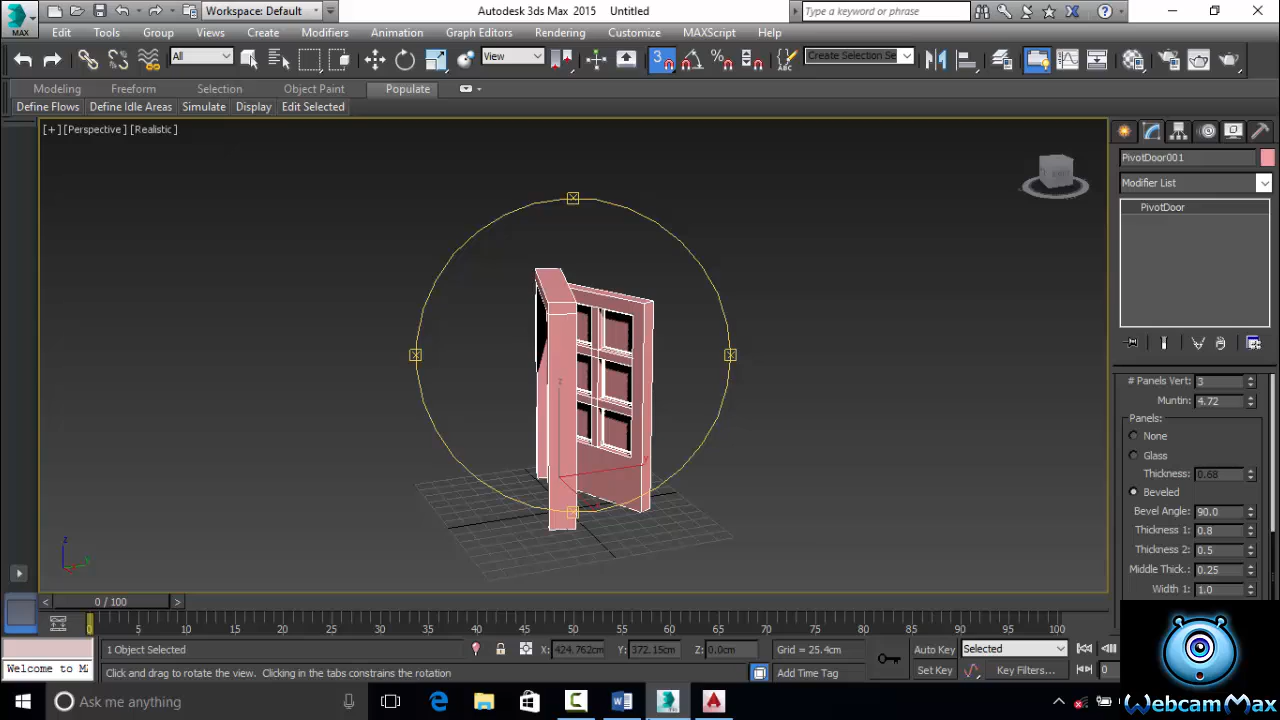 Workspace: Default
Autodesk 3ds Max 2015 Untitled
Type a keyword or phrase
MAX
Edit Tools Group Views Create Modifiers Animation Graph Editors Rendering Customize MAXScript Help
All
View
3
Create Selection Se
Modeling Freeform Selection Object Paint Populate
Define Flows Define Idle Areas Simulate Display Edit Selected
[+] [Perspective] [Realistic]
PivotDoor001
Modifier List
PivotDoor
# Panels Vert: 3
Muntin: 4.72
Panels:
None
Glass
Thickness: 0.68
Beveled
Bevel Angle: 90.0
Thickness 1: 0.8
Thickness 2: 0.5
Middle Thick.: 0.25
Width 1: 1.0
z
y
z
< 0 / 100 >
0 5 10 15 20 25 30 35 40 45 50 55 60 65 70 75 80 85 90 95 100
1 Object Selected
X: 424.762cm Y: 372.15cm Z: 0.0cm
Grid = 25.4cm
Auto Key
Selected
Welcome to M
Click and drag to rotate the view. Clicking in the tabs constrains the rotation
Add Time Tag
Set Key
Key Filters...
0
Ask me anything
WebcamMax